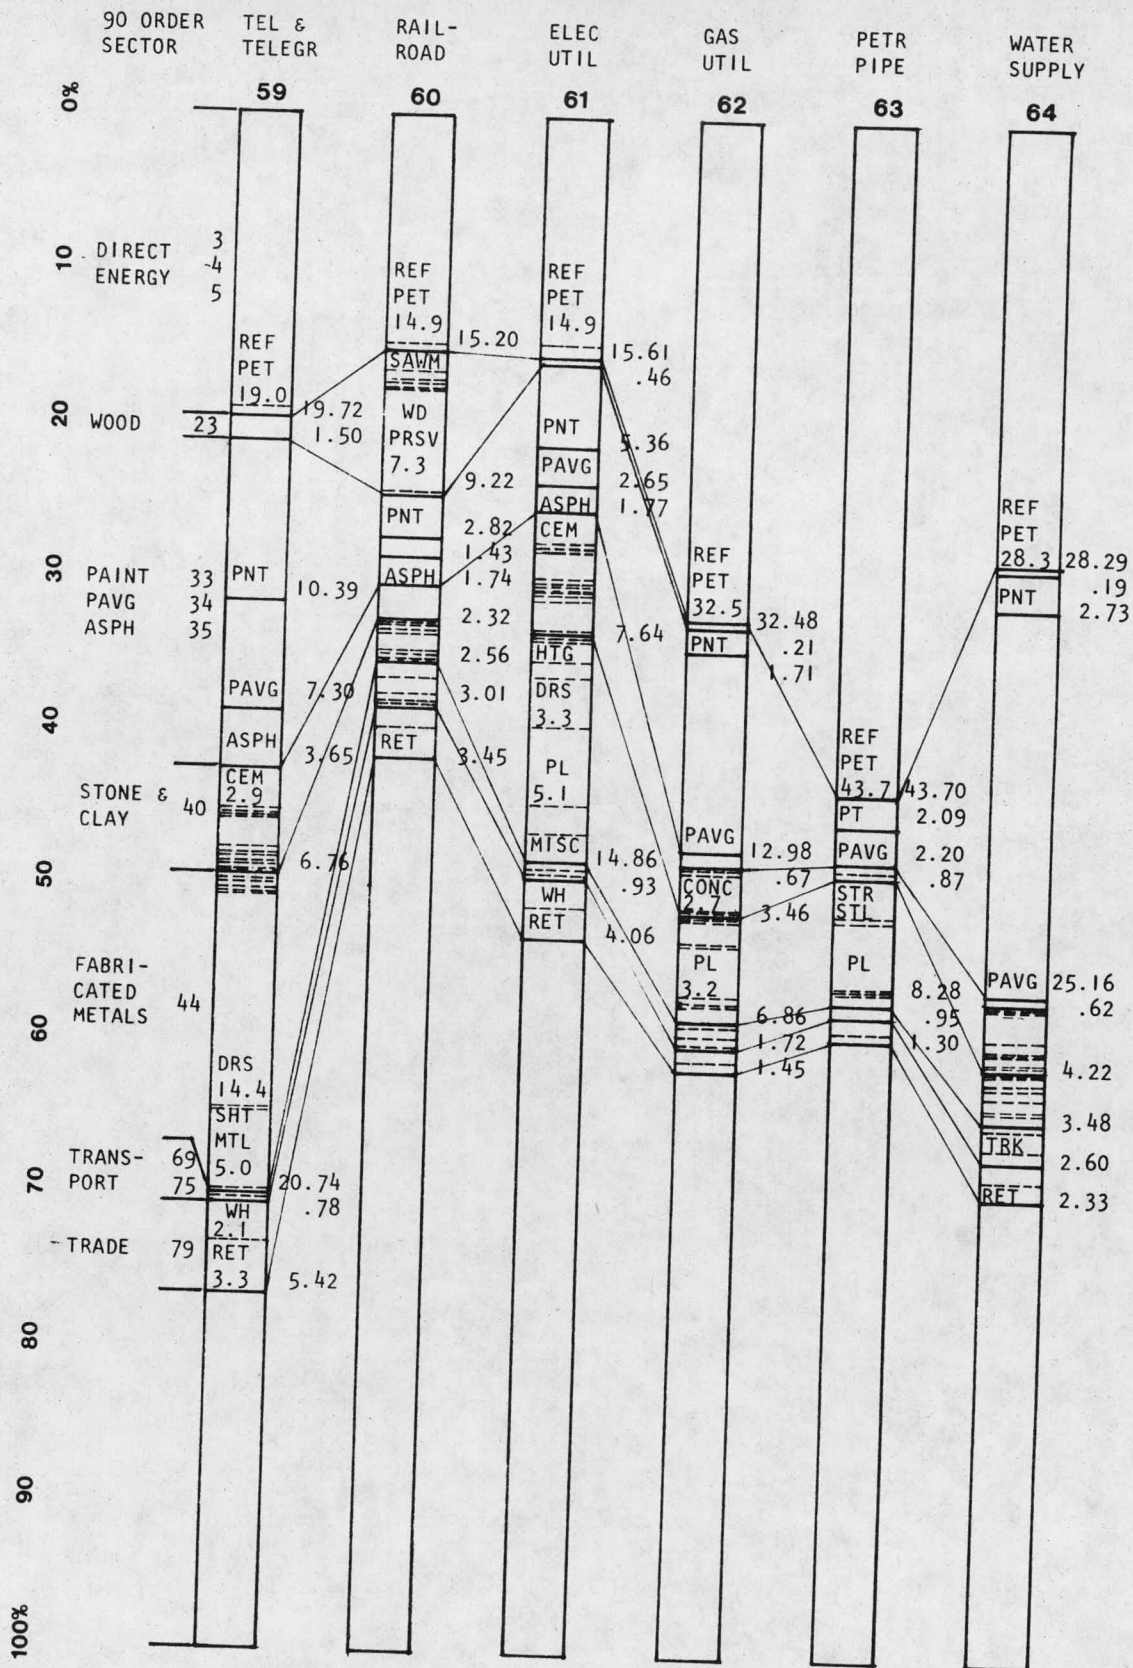 90 ORDER
SECTOR
TEL &
TELEGR
RAIL-
ROAD
ELEC
UTIL
GAS
UTIL
PETR
PIPE
WATER
SUPPLY
59
60
61
62
63
64
0%
10
20
30
40
50
60
70
80
90
100%
DIRECT
ENERGY
3
-4
5
WOOD
23
PAINT
33
PAVG
34
ASPH
35
STONE &
CLAY
40
FABRI-
CATED
METALS
44
TRANS-
PORT
69
75
- TRADE
79
REF
PET
19.0
19.72
1.50
PNT
10.39
PAVG
7.30
ASPH
3.65
CEM
2.9
6.76
DRS
14.4
SHT
MTL
5.0
20.74
.78
WH
2.1
RET
3.3
5.42
REF
PET
14.9
15.20
SAWM
WD
PRSV
7.3
9.22
PNT
2.82
1.43
ASPH
1.74
2.32
2.56
3.01
RET
3.45
REF
PET
14.9
15.61
.46
PNT
5.36
PAVG
2.65
ASPH
1.77
CEM
7.64
HTG
DRS
3.3
PL
5.1
MISC
14.86
.93
WH
RET
4.06
REF
PET
32.5
32.48
.21
PNT
1.71
PAVG
12.98
.67
CONC
2.7
3.46
PL
3.2
6.86
1.72
1.45
REF
PET
43.7
43.70
PT
2.09
PAVG
2.20
.87
STR
STL
PL
8.28
.95
1.30
REF
PET
28.3
28.29
.19
PNT
2.73
PAVG
25.16
.62
4.22
3.48
TRK
2.60
RET
2.33